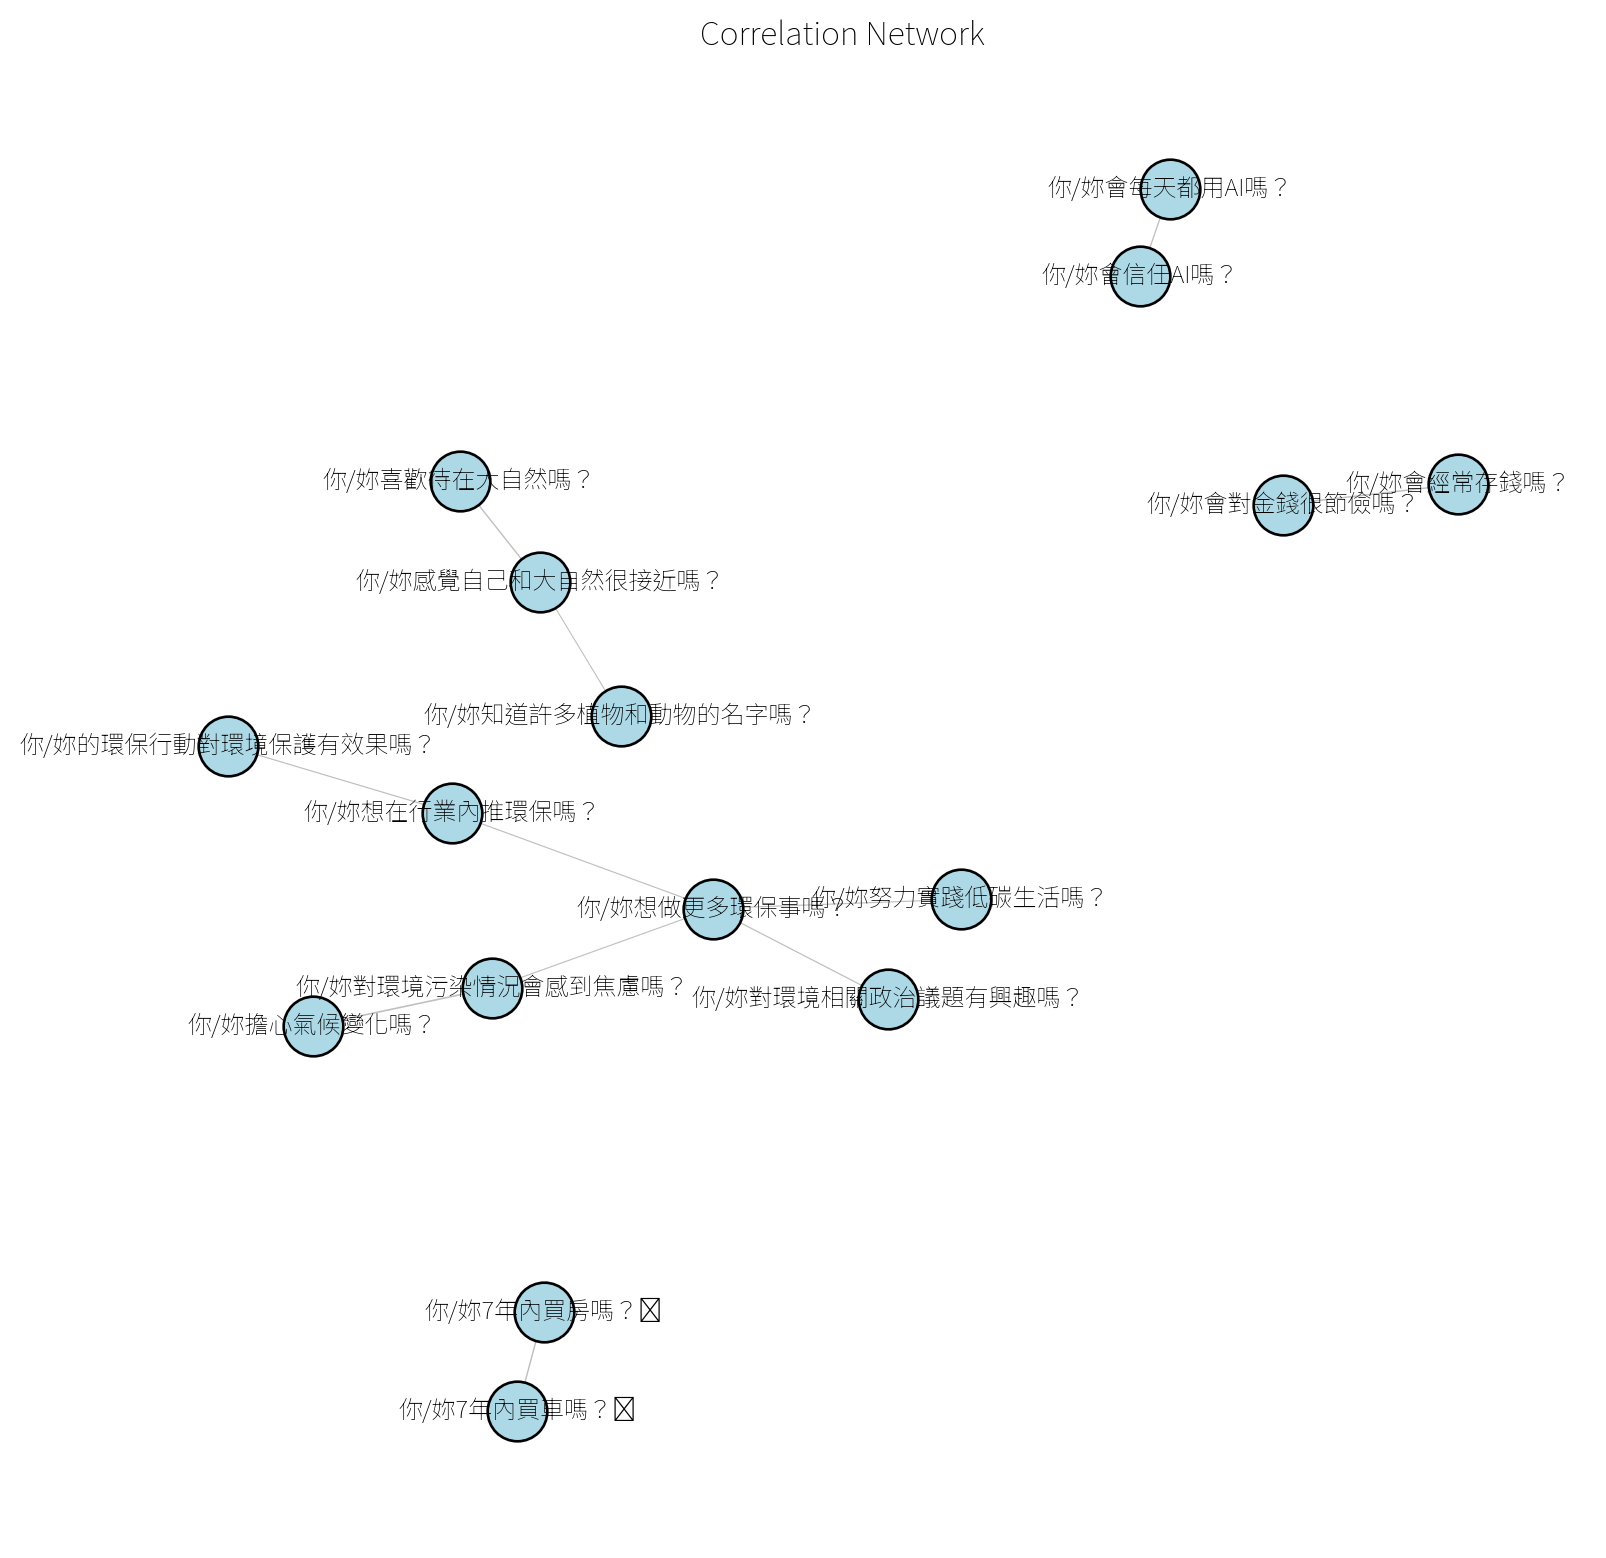 Correlation Network
你/妳會每天都用AI嗎？
你/妳會信任AI嗎？
你/妳喜歡待在大自然嗎？
你/妳會經常存錢嗎？
你/妳會對金錢很節儉嗎？
你/妳感覺自己和大自然很接近嗎？
你/妳知道許多植物和動物的名字嗎？
你/妳的環保行動對環境保護有效果嗎？
你/妳想在行業內推環保嗎？
你/妳想做更多環保事嗎？
你/妳努力實踐低碳生活嗎？
你/妳對環境污染情況會感到焦慮嗎？
你/妳對環境相關政治議題有興趣嗎？
你/妳擔心氣候變化嗎？
你/妳7年內買房嗎？
你/妳7年內買車嗎？